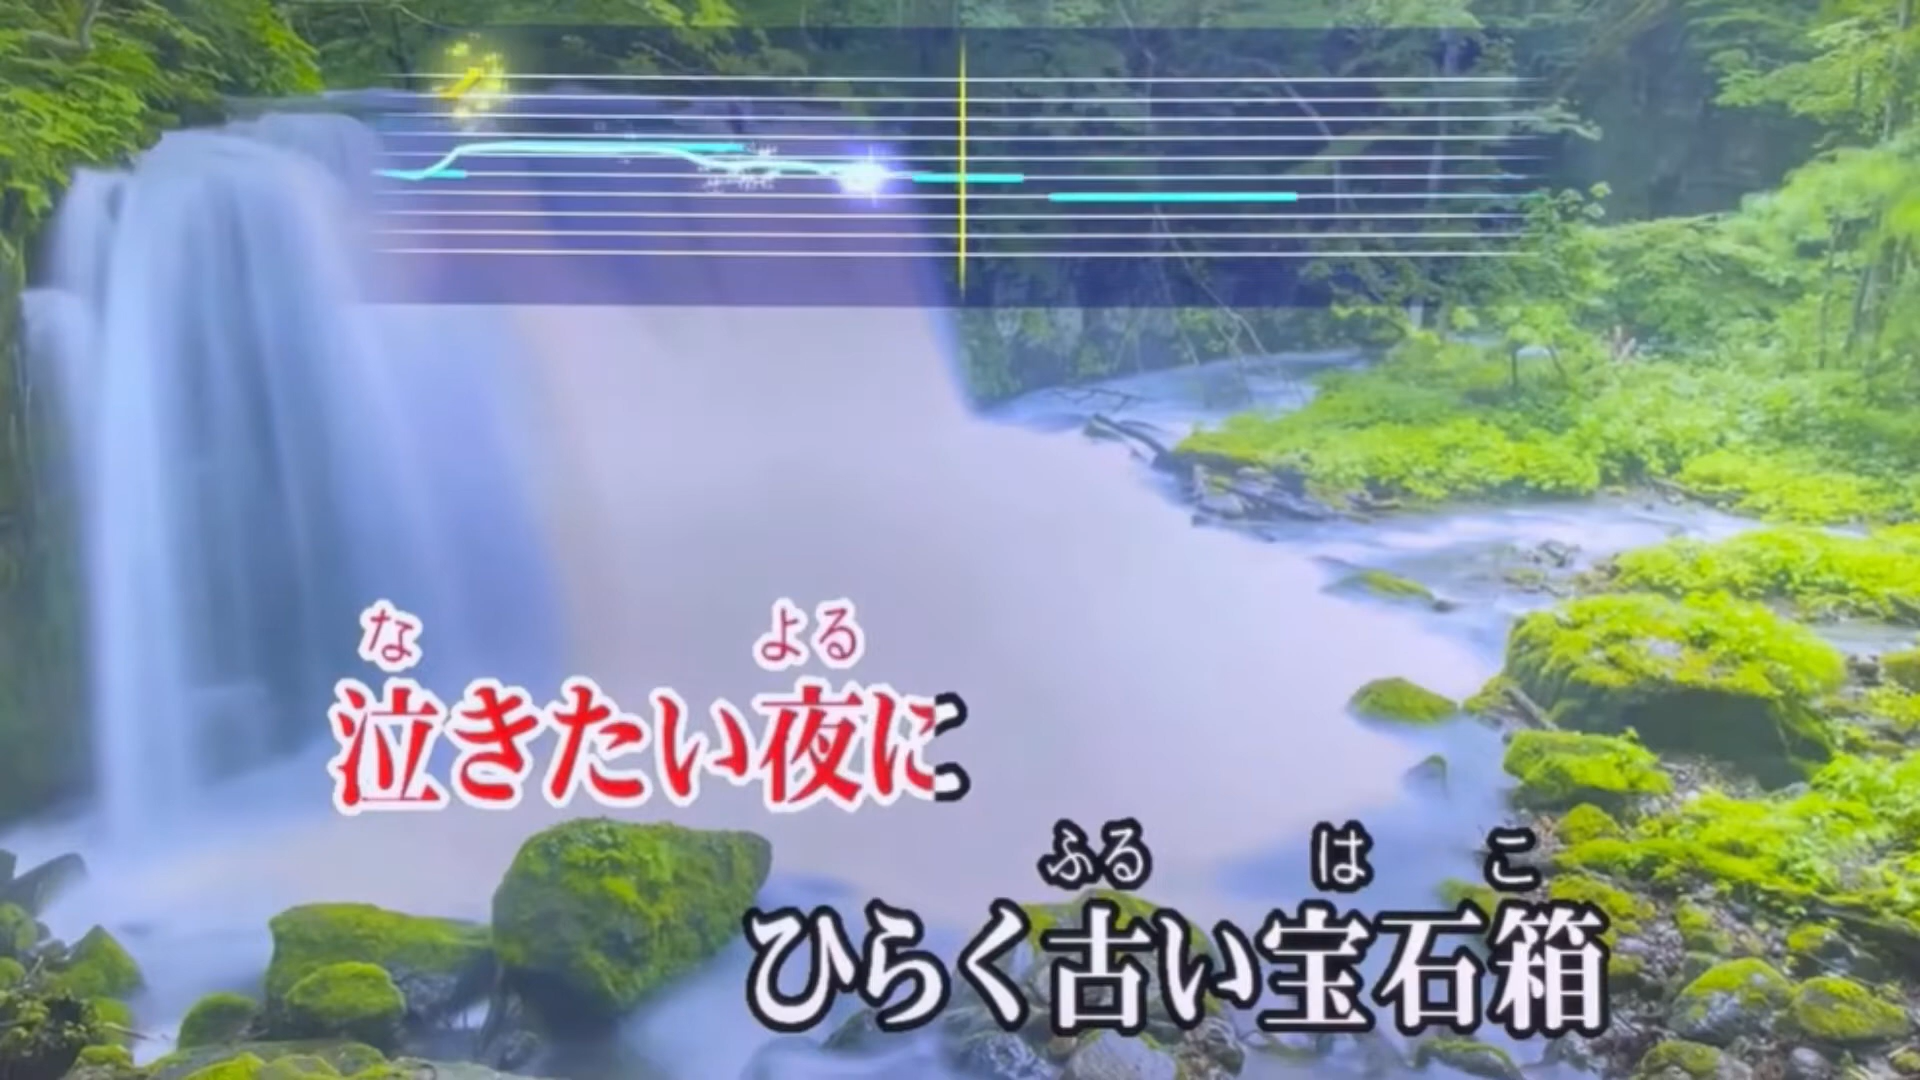 な よる
泣きたい夜に
ふる は こ
ひらく古い宝石箱